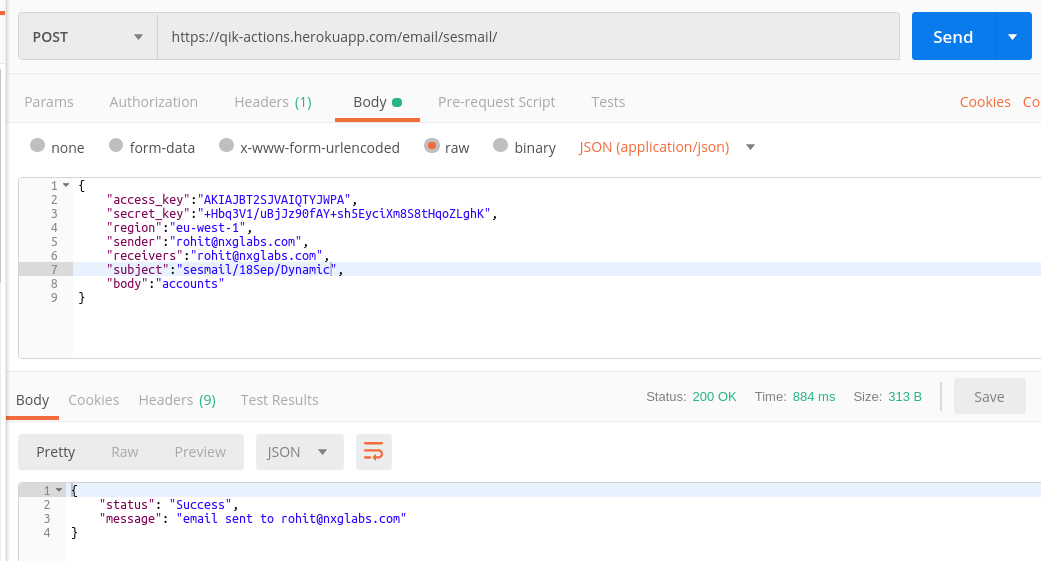 POST
https://qik-actions.herokuapp.com/email/sesmail/
Send
Params Authorization Headers (1) Body Pre-request Script Tests Cookies Co
none form-data x-www-form-urlencoded raw binary JSON (application/json)
1 {
2 "access_key":"AKIAJBT2SJVAIQTYJWPA",
3 "secret_key":"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",
4 "region":"eu-west-1",
5 "sender":"rohit@nxglabs.com",
6 "receivers":"rohit@nxglabs.com",
7 "subject":"sesmail/18Sep/Dynamic",
8 "body":"accounts"
9 }
Body Cookies Headers (9) Test Results Status: 200 OK Time: 884 ms Size: 313 B Save
Pretty Raw Preview JSON
1 {
2 "status": "Success",
3 "message": "email sent to rohit@nxglabs.com"
4 }